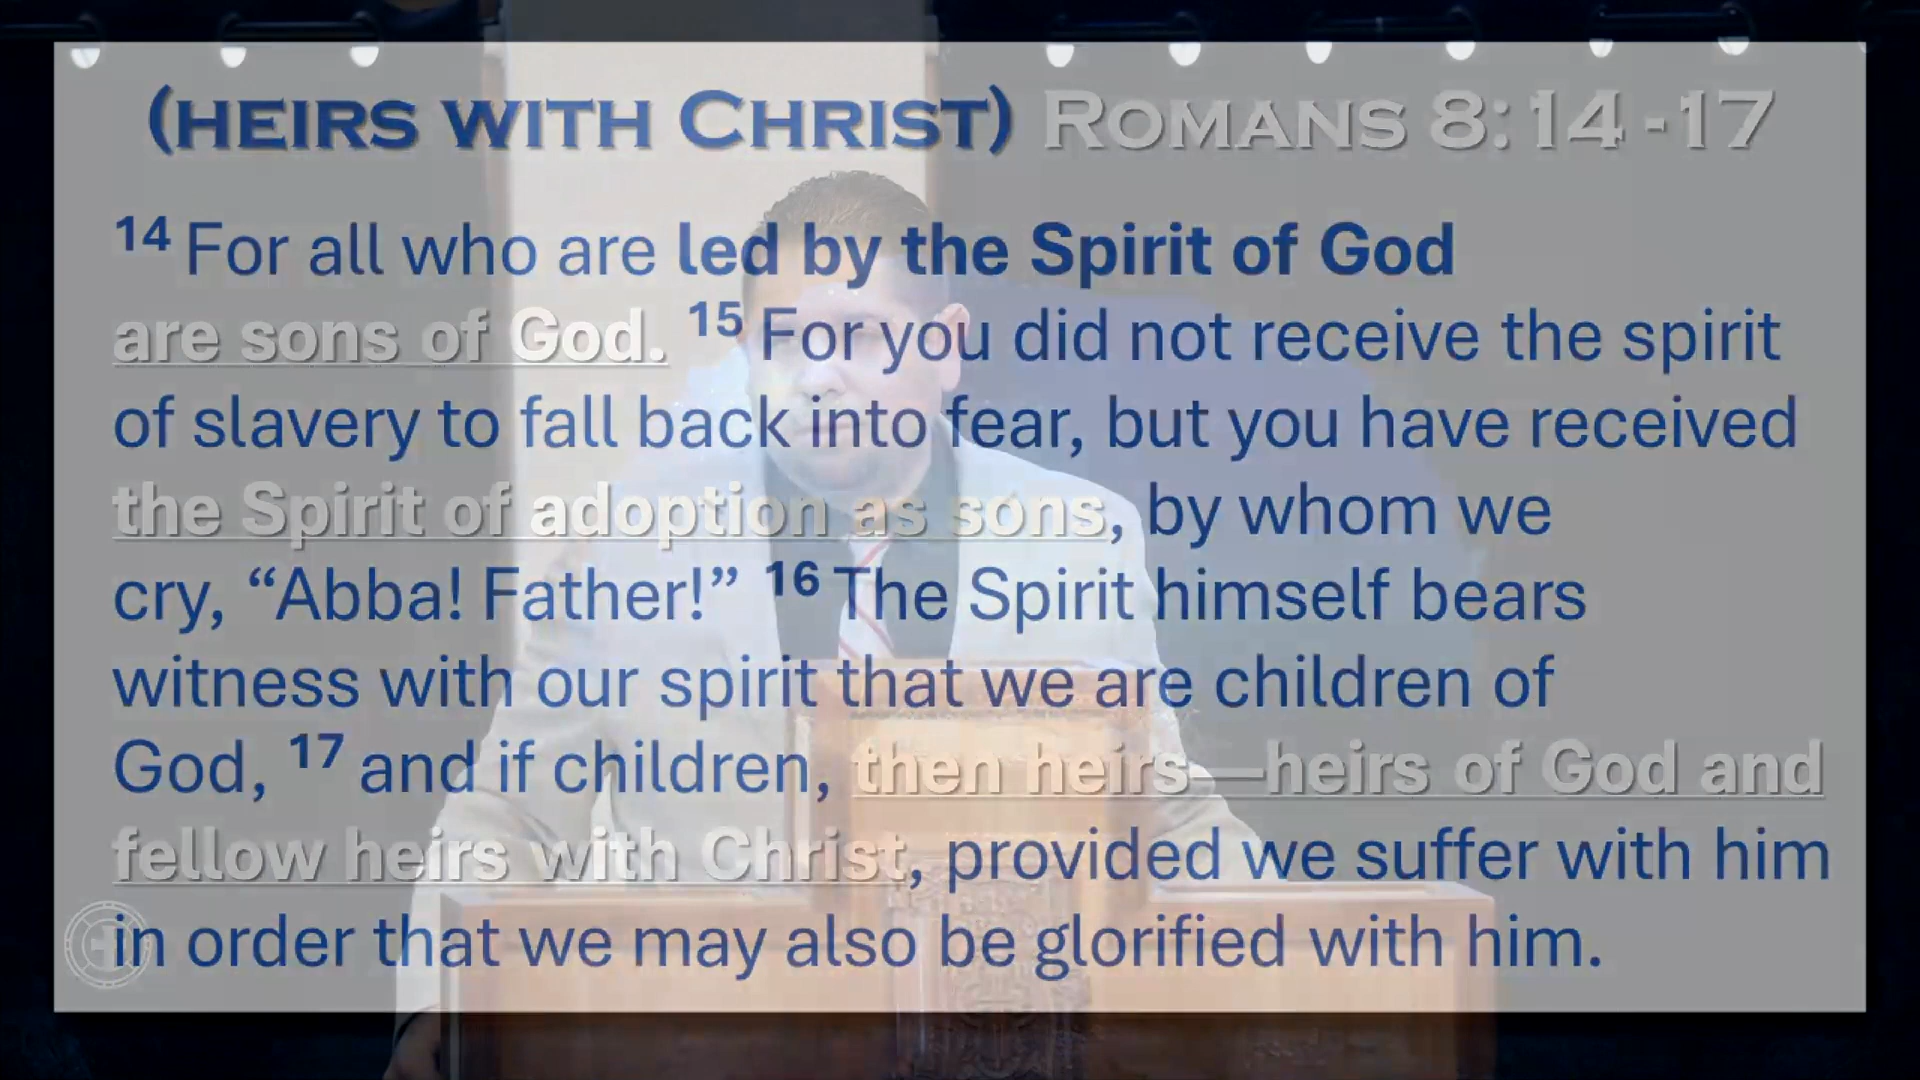 (HEIRS WITH CHRIST) ROMANS 8:14-17
14 For all who are led by the Spirit of God
are sons of God. 15 For you did not receive the spirit
of slavery to fall back into fear, but you have received
the Spirit of adoption as sons, by whom we
cry, “Abba! Father!” 16 The Spirit himself bears
witness with our spirit that we are children of
God, 17 and if children, then heirs—heirs of God and
fellow heirs with Christ, provided we suffer with him
in order that we may also be glorified with him.